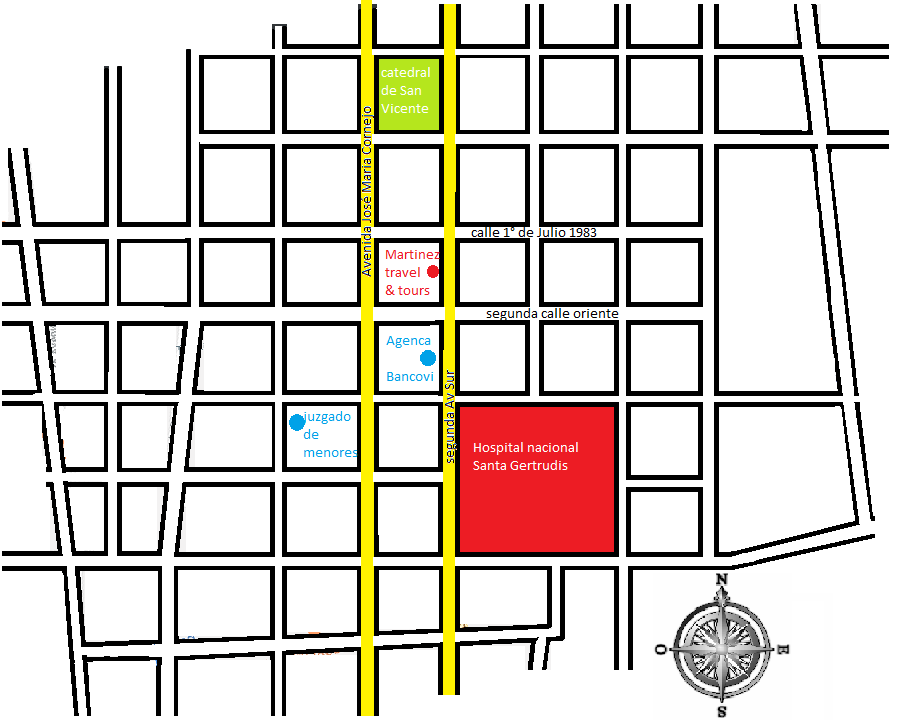 catedral
de San
Vicente
Avenida José María Cornejo
calle 1° de Julio 1983
Martinez
travel
& tours
segunda calle oriente
Agenca
Bancovi
segunda Av Sur
juzgado
de
menores
Hospital nacional
Santa Gertrudis
N
O
E
S